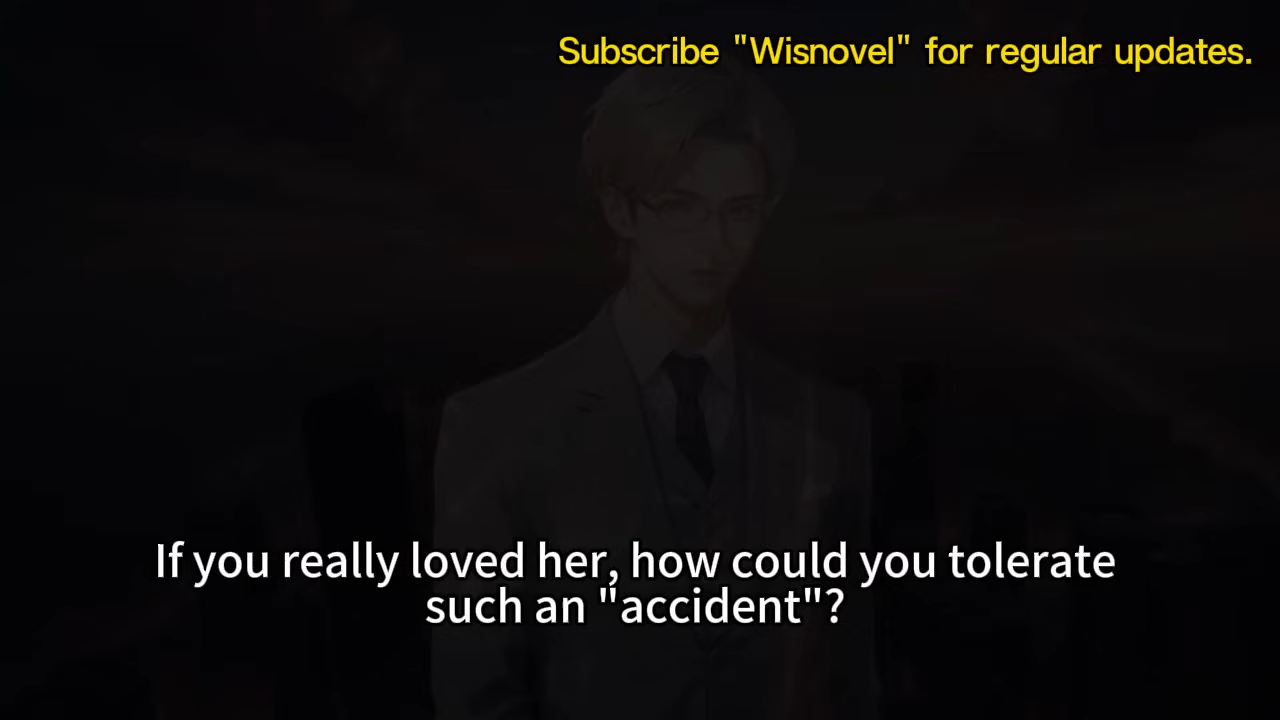 Subscribe "Wisnovel" for regular updates.
If you really loved her, how could you tolerate
such an "accident"?